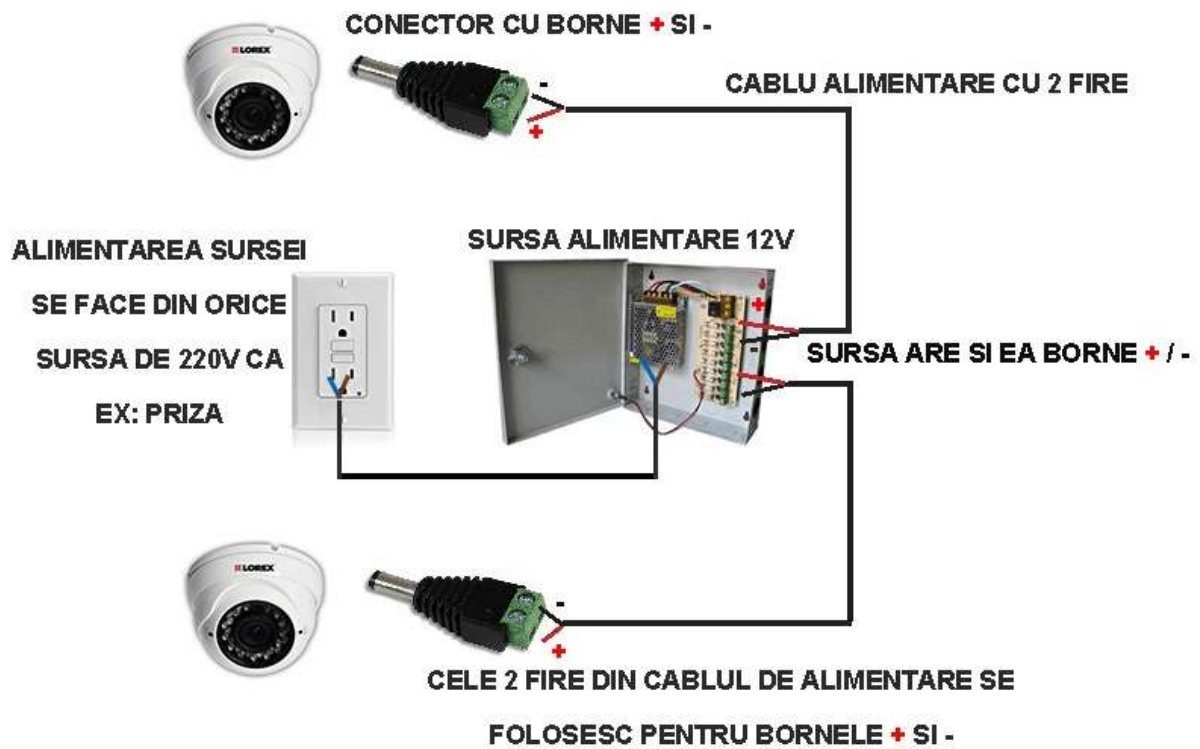 CONECTOR CU BORNE + SI -
LOREX
-
+
CABLU ALIMENTARE CU 2 FIRE
ALIMENTAREA SURSEI
SE FACE DIN ORICE
SURSA DE 220V CA
EX: PRIZA
SURSA ALIMENTARE 12V
+
-
SURSA ARE SI EA BORNE + / -
LOREX
-
+
CELE 2 FIRE DIN CABLUL DE ALIMENTARE SE
FOLOSESC PENTRU BORNELE + SI -